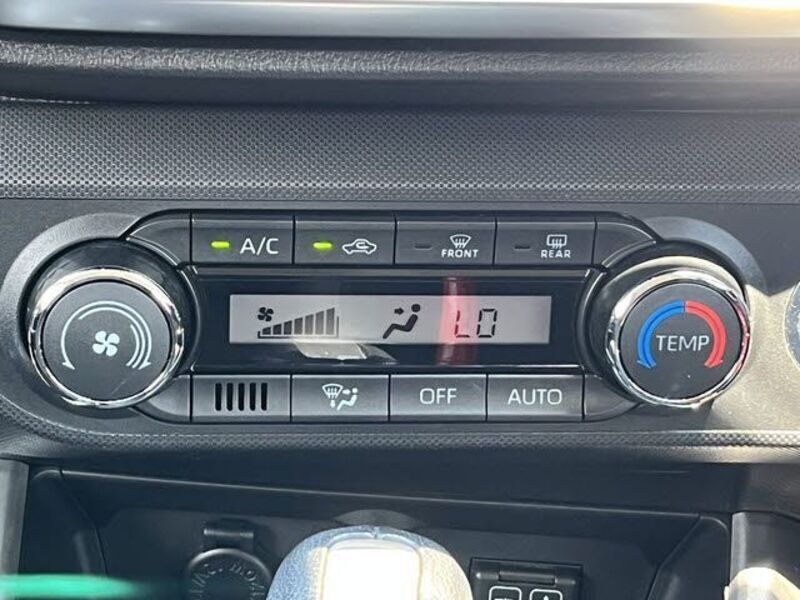 A/C
FRONT
REAR
LO
TEMP
OFF
AUTO